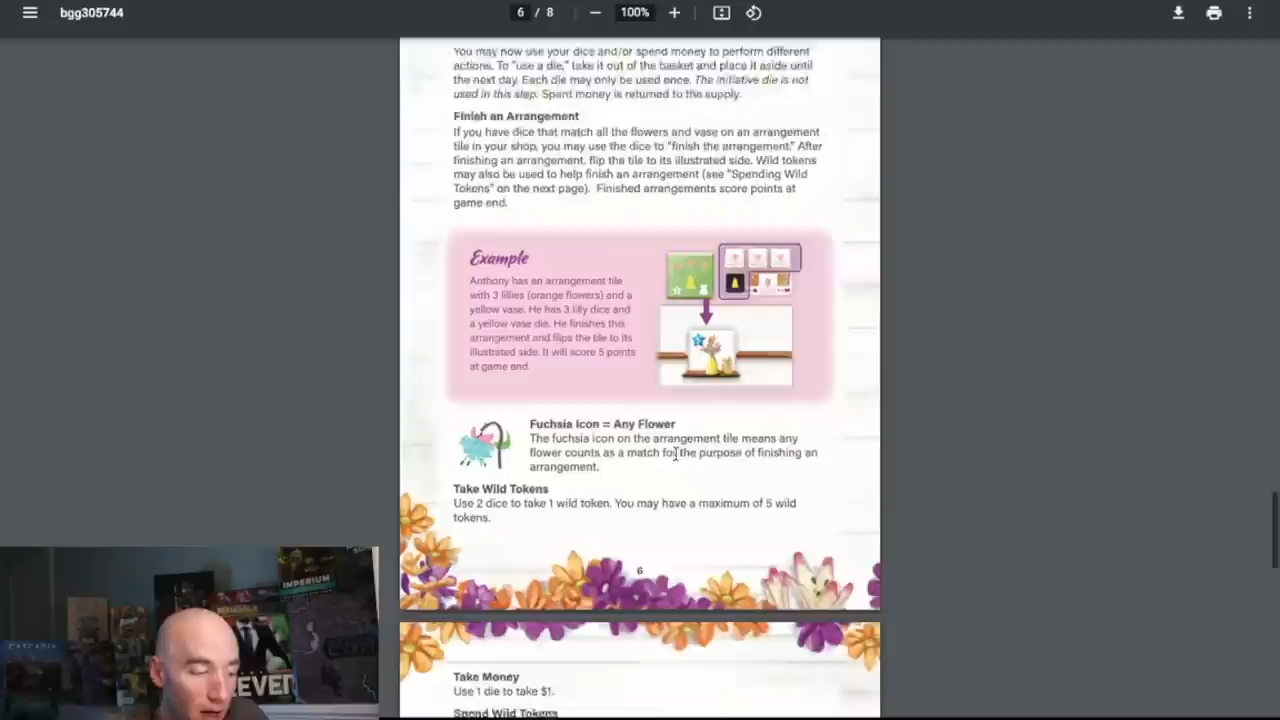 bgg305744
6 / 8
100%
You may now use your dice and/or spend money to perform different
actions. To "use a die," take it out of the basket and place it aside until
the next day. Each die may only be used once. The initiative die is not
used in this step. Spent money is returned to the supply.
Finish an Arrangement
If you have dice that match all the flowers and vase on an arrangement
tile in your shop, you may use the dice to "finish the arrangement." After
finishing an arrangement, flip the tile to its illustrated side. Wild tokens
may also be used to help finish an arrangement (see "Spending Wild
Tokens" on the next page). Finished arrangements score points at
game end.
Example
Anthony has an arrangement tile
with 3 lillies (orange flowers) and a
yellow vase. He has 3 lilly dice and
a yellow vase die. He finishes this
arrangement and flips the tile to its
illustrated side. It will score 5 points
at game end.
Fuchsia Icon = Any Flower
The fuchsia icon on the arrangement tile means any
flower counts as a match for the purpose of finishing an
arrangement.
Take Wild Tokens
Use 2 dice to take 1 wild token. You may have a maximum of 5 wild
tokens.
6
Take Money
Use 1 die to take $1.
Spend Wild Tokens
IMPERIUM
CASCADIA
SEVEN